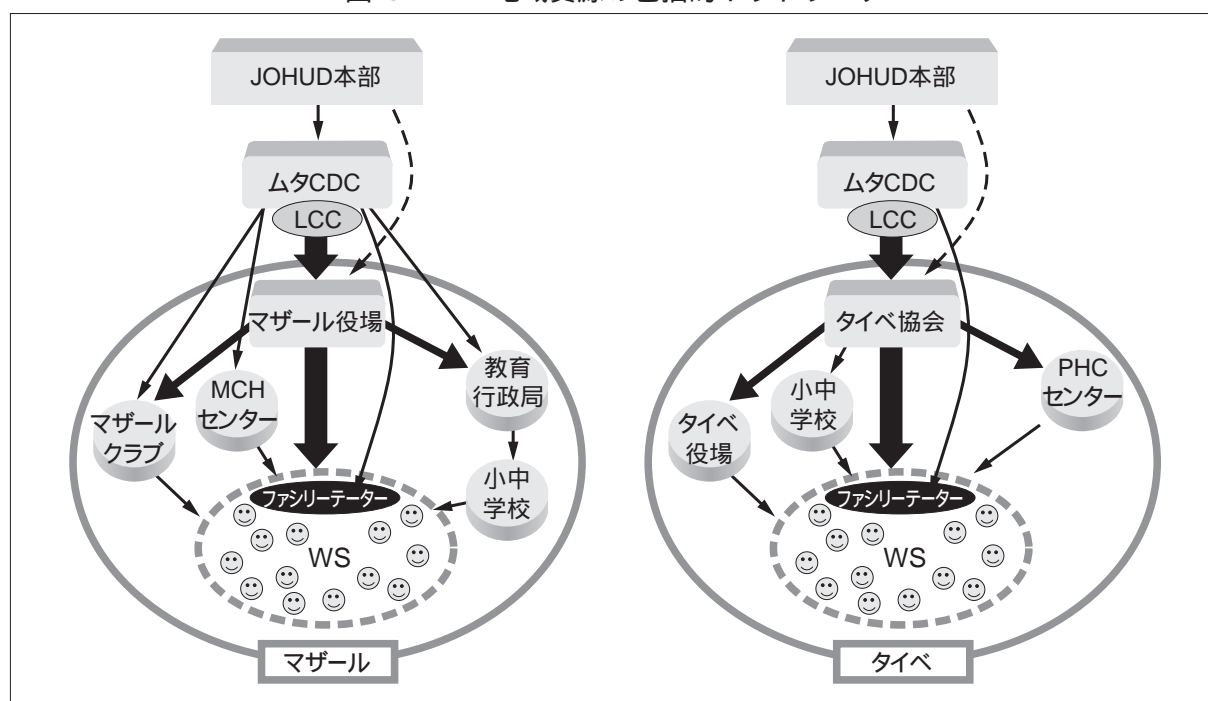 JOHUD本部
ムタCDC
LCC
マザール役場
マザール
クラブ
MCH
センター
教育
行政局
小中
学校
ファシリーテーター
WS
マザール
JOHUD本部
ムタCDC
LCC
タイベ協会
タイベ
役場
小中
学校
PHC
センター
ファシリーテーター
WS
タイベ